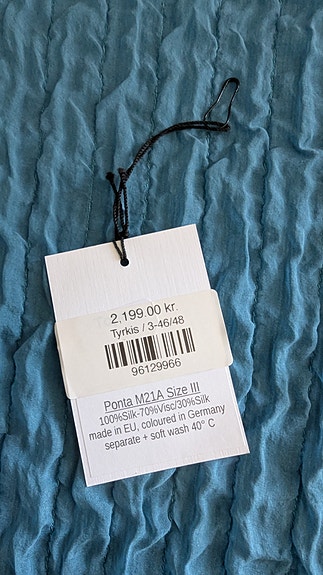 2,199.00 kr.
Tyrkis / 3-46/48
96129966
Ponta M21A Size III
100%Silk-70%Visc/30%Silk
made in EU, coloured in Germany
separate + soft wash 40° C